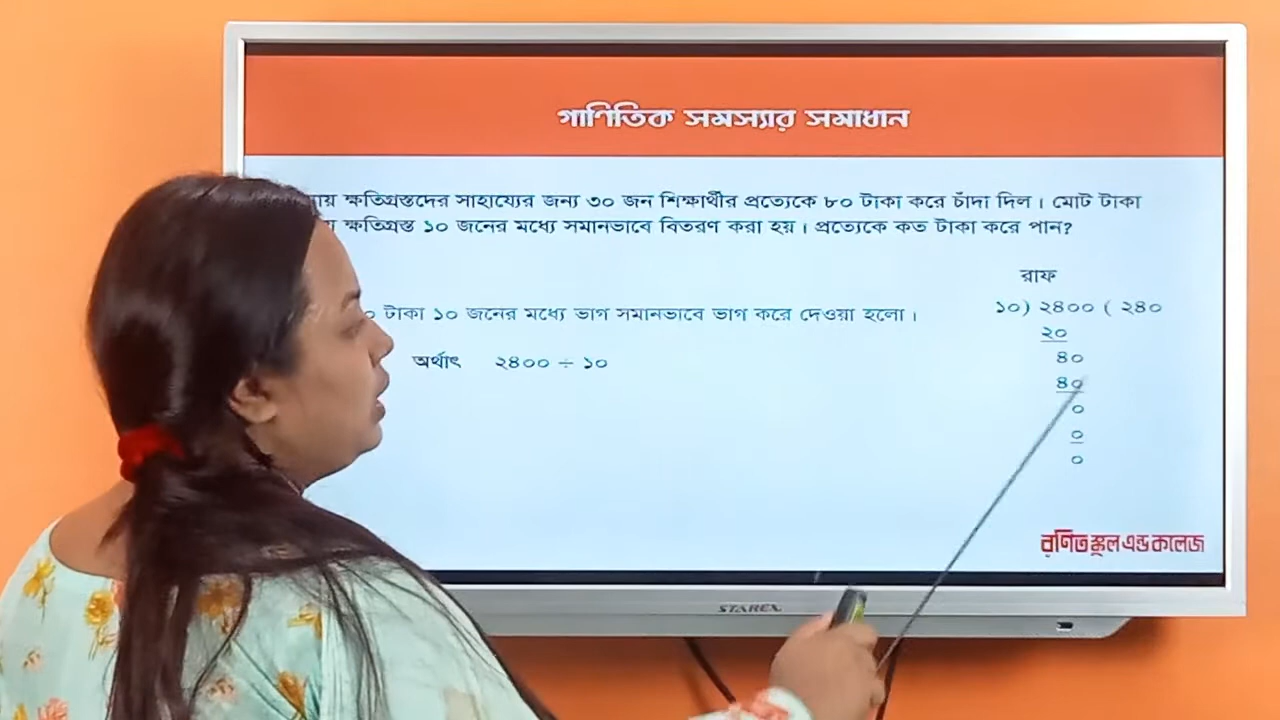 গাণিতিক সমস্যার সমাধান
ক্ষতিগ্রস্তদের সাহায্যের জন্য ৩০ জন শিক্ষার্থীর প্রত্যেকে ৮০ টাকা করে চাঁদা দিল। মোট টাকা
ক্ষতিগ্রস্ত ১০ জনের মধ্যে সমানভাবে বিতরণ করা হয়। প্রত্যেকে কত টাকা করে পান?
রাফ
১০) ২৪০০ ( ২৪০
২০
৪০
৪০
০
০
০
টাকা ১০ জনের মধ্যে ভাগ সমানভাবে ভাগ করে দেওয়া হলো।
অর্থাৎ ২৪০০ ÷ ১০
রণিত স্কুল এন্ড কলেজ
STAREX